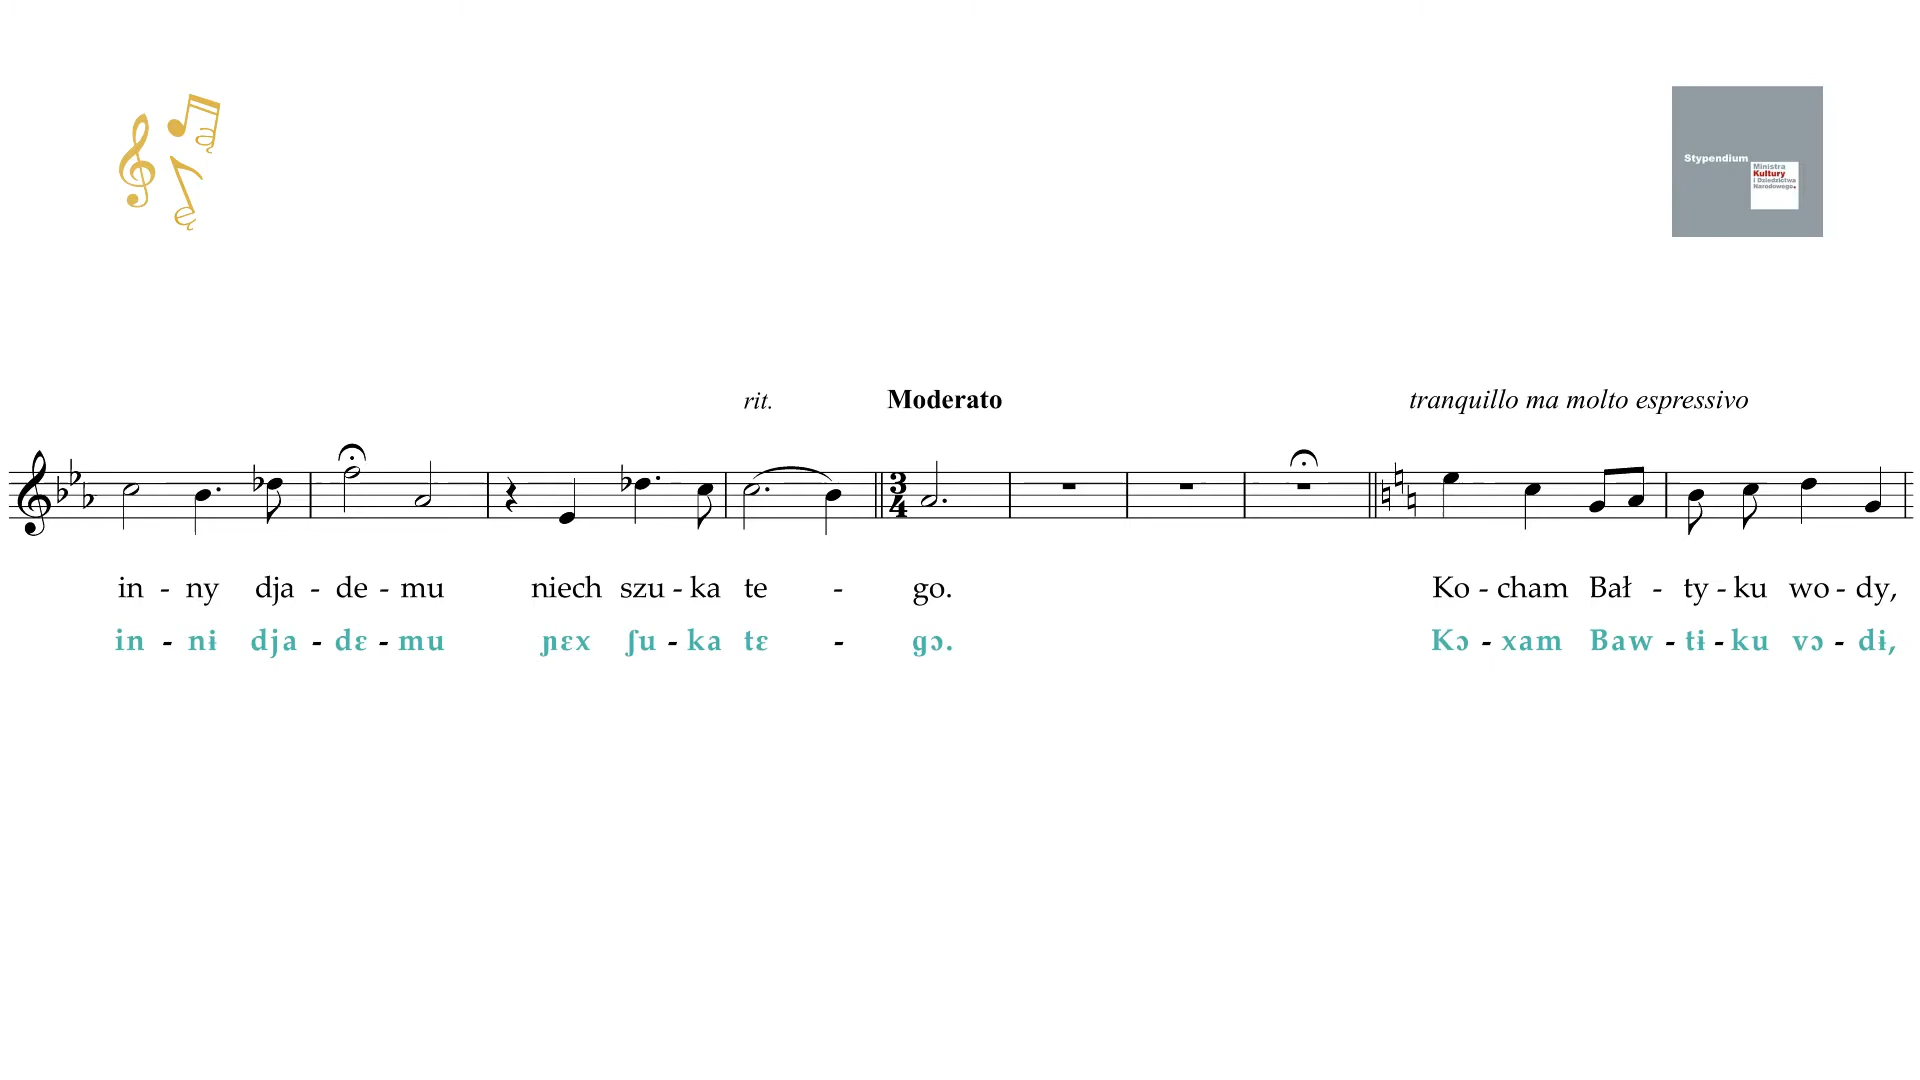 ą
ę
Stypendium
Ministra
Kultury
i Dziedzictwa
Narodowego.
rit. Moderato tranquillo ma molto espressivo
3
4
in - ny dja - de - mu niech szu - ka te - go. Ko - cham Bał - ty - ku wo - dy,
in - nɨ dja - dɛ - mu ɲɛx ʃu - ka tɛ - gɔ. Kɔ - xam Baw - tɨ - ku vɔ - dɨ,